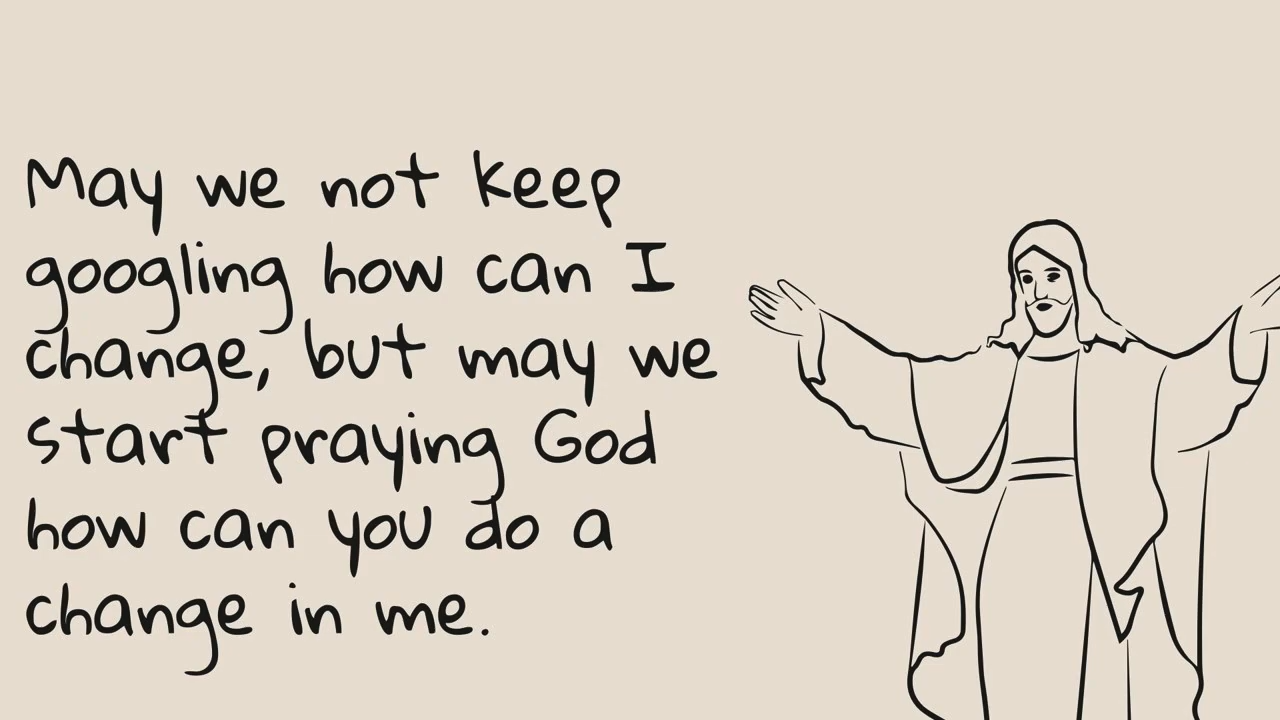 May we not keep
googling how can I
change, but may we
start praying God
how can you do a
change in me.